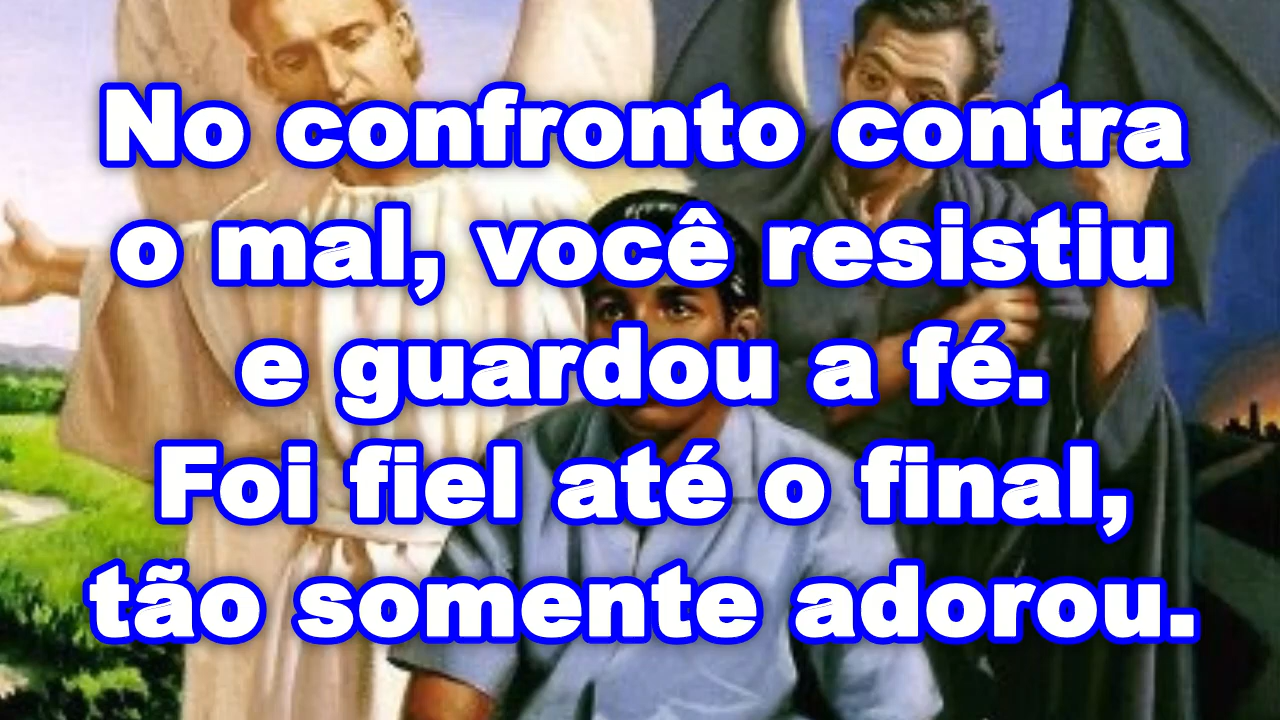 No confronto contra
o mal, você resistiu
e guardou a fé.
Foi fiel até o final,
tão somente adorou.